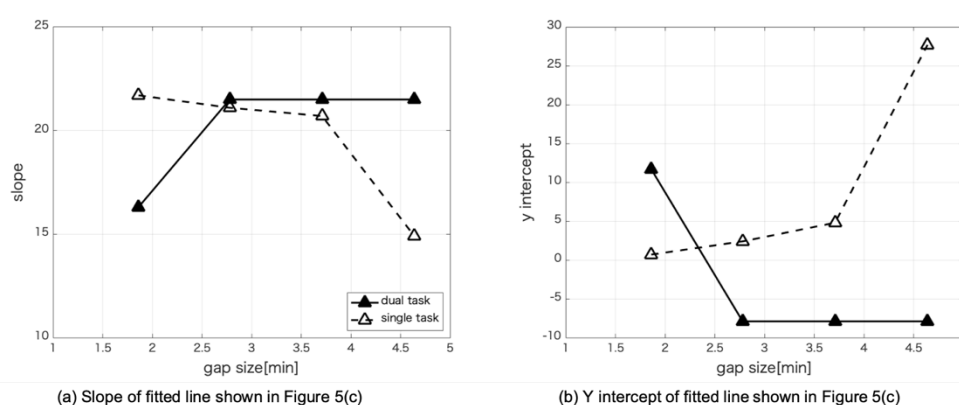 25
20
15
10
slope
1 1.5 2 2.5 3 3.5 4 4.5 5
gap size[min]
dual task
single task
(a) Slope of fitted line shown in Figure 5(c)
30
25
20
15
10
5
0
-5
-10
y intercept
1 1.5 2 2.5 3 3.5 4 4.5
gap size[min]
(b) Y intercept of fitted line shown in Figure 5(c)